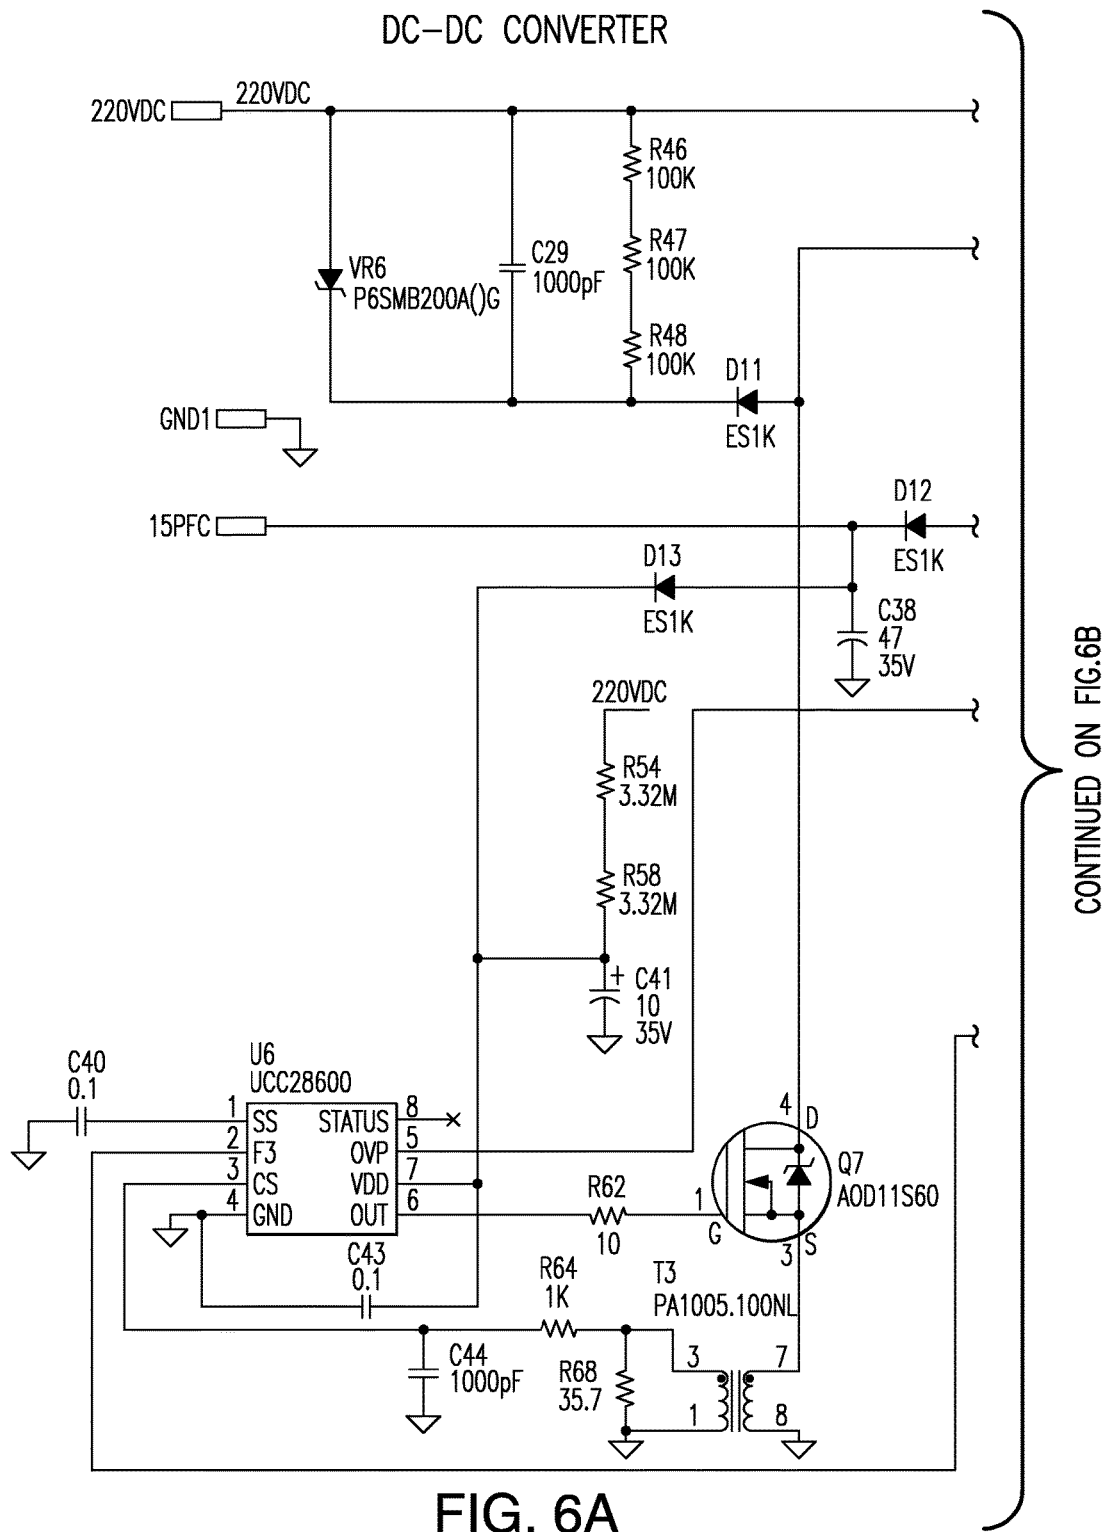 DC-DC CONVERTER
220VDC
220VDC
R46
100K
R47
100K
VR6
P6SMB200A()G
C29
1000pF
R48
100K
D11
ES1K
GND1
15PFC
D12
ES1K
D13
ES1K
C38
47
35V
220VDC
R54
3.32M
R58
3.32M
+ C41
10
35V
CONTINUED ON FIG.6B
C40
0.1
U6
UCC28600
1 SS
2 F3
3 CS
4 GND
STATUS 8
OVP 5
VDD 7
OUT 6
R62
10
4 D
1
G
3 S
Q7
AOD11S60
C43
0.1
R64
1K
T3
PA1005.100NL
C44
1000pF
R68
35.7
3
7
1
8
FIG. 6A